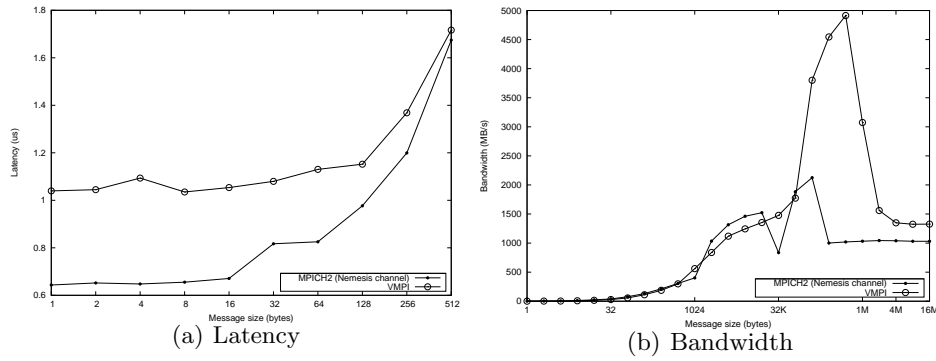 1.8
1.6
1.4
1.2
1
0.8
0.6
Latency (us)
1 2 4 8 16 32 64 128 256 512
Message size (bytes)
MPICH2 (Nemesis channel)
VMPI
(a) Latency
5000
4500
4000
3500
3000
2500
2000
1500
1000
500
0
Bandwidth (MB/s)
1 32 1024 32K 1M 4M 16M
Message size (bytes)
MPICH2 (Nemesis channel)
VMPI
(b) Bandwidth